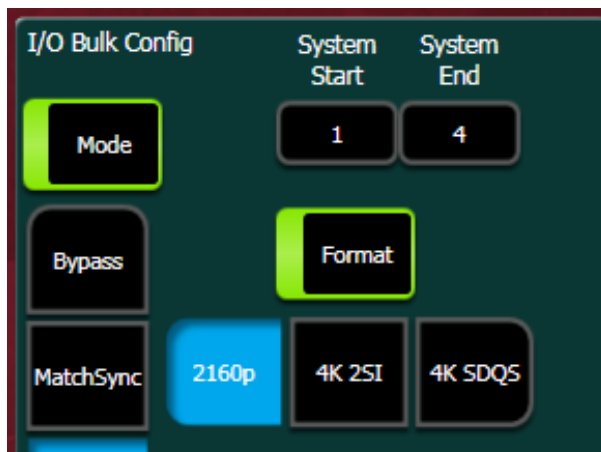 I/O Bulk Config
System
Start
System
End
Mode
1
4
Bypass
Format
MatchSync
2160p
4K 2SI
4K SDQS